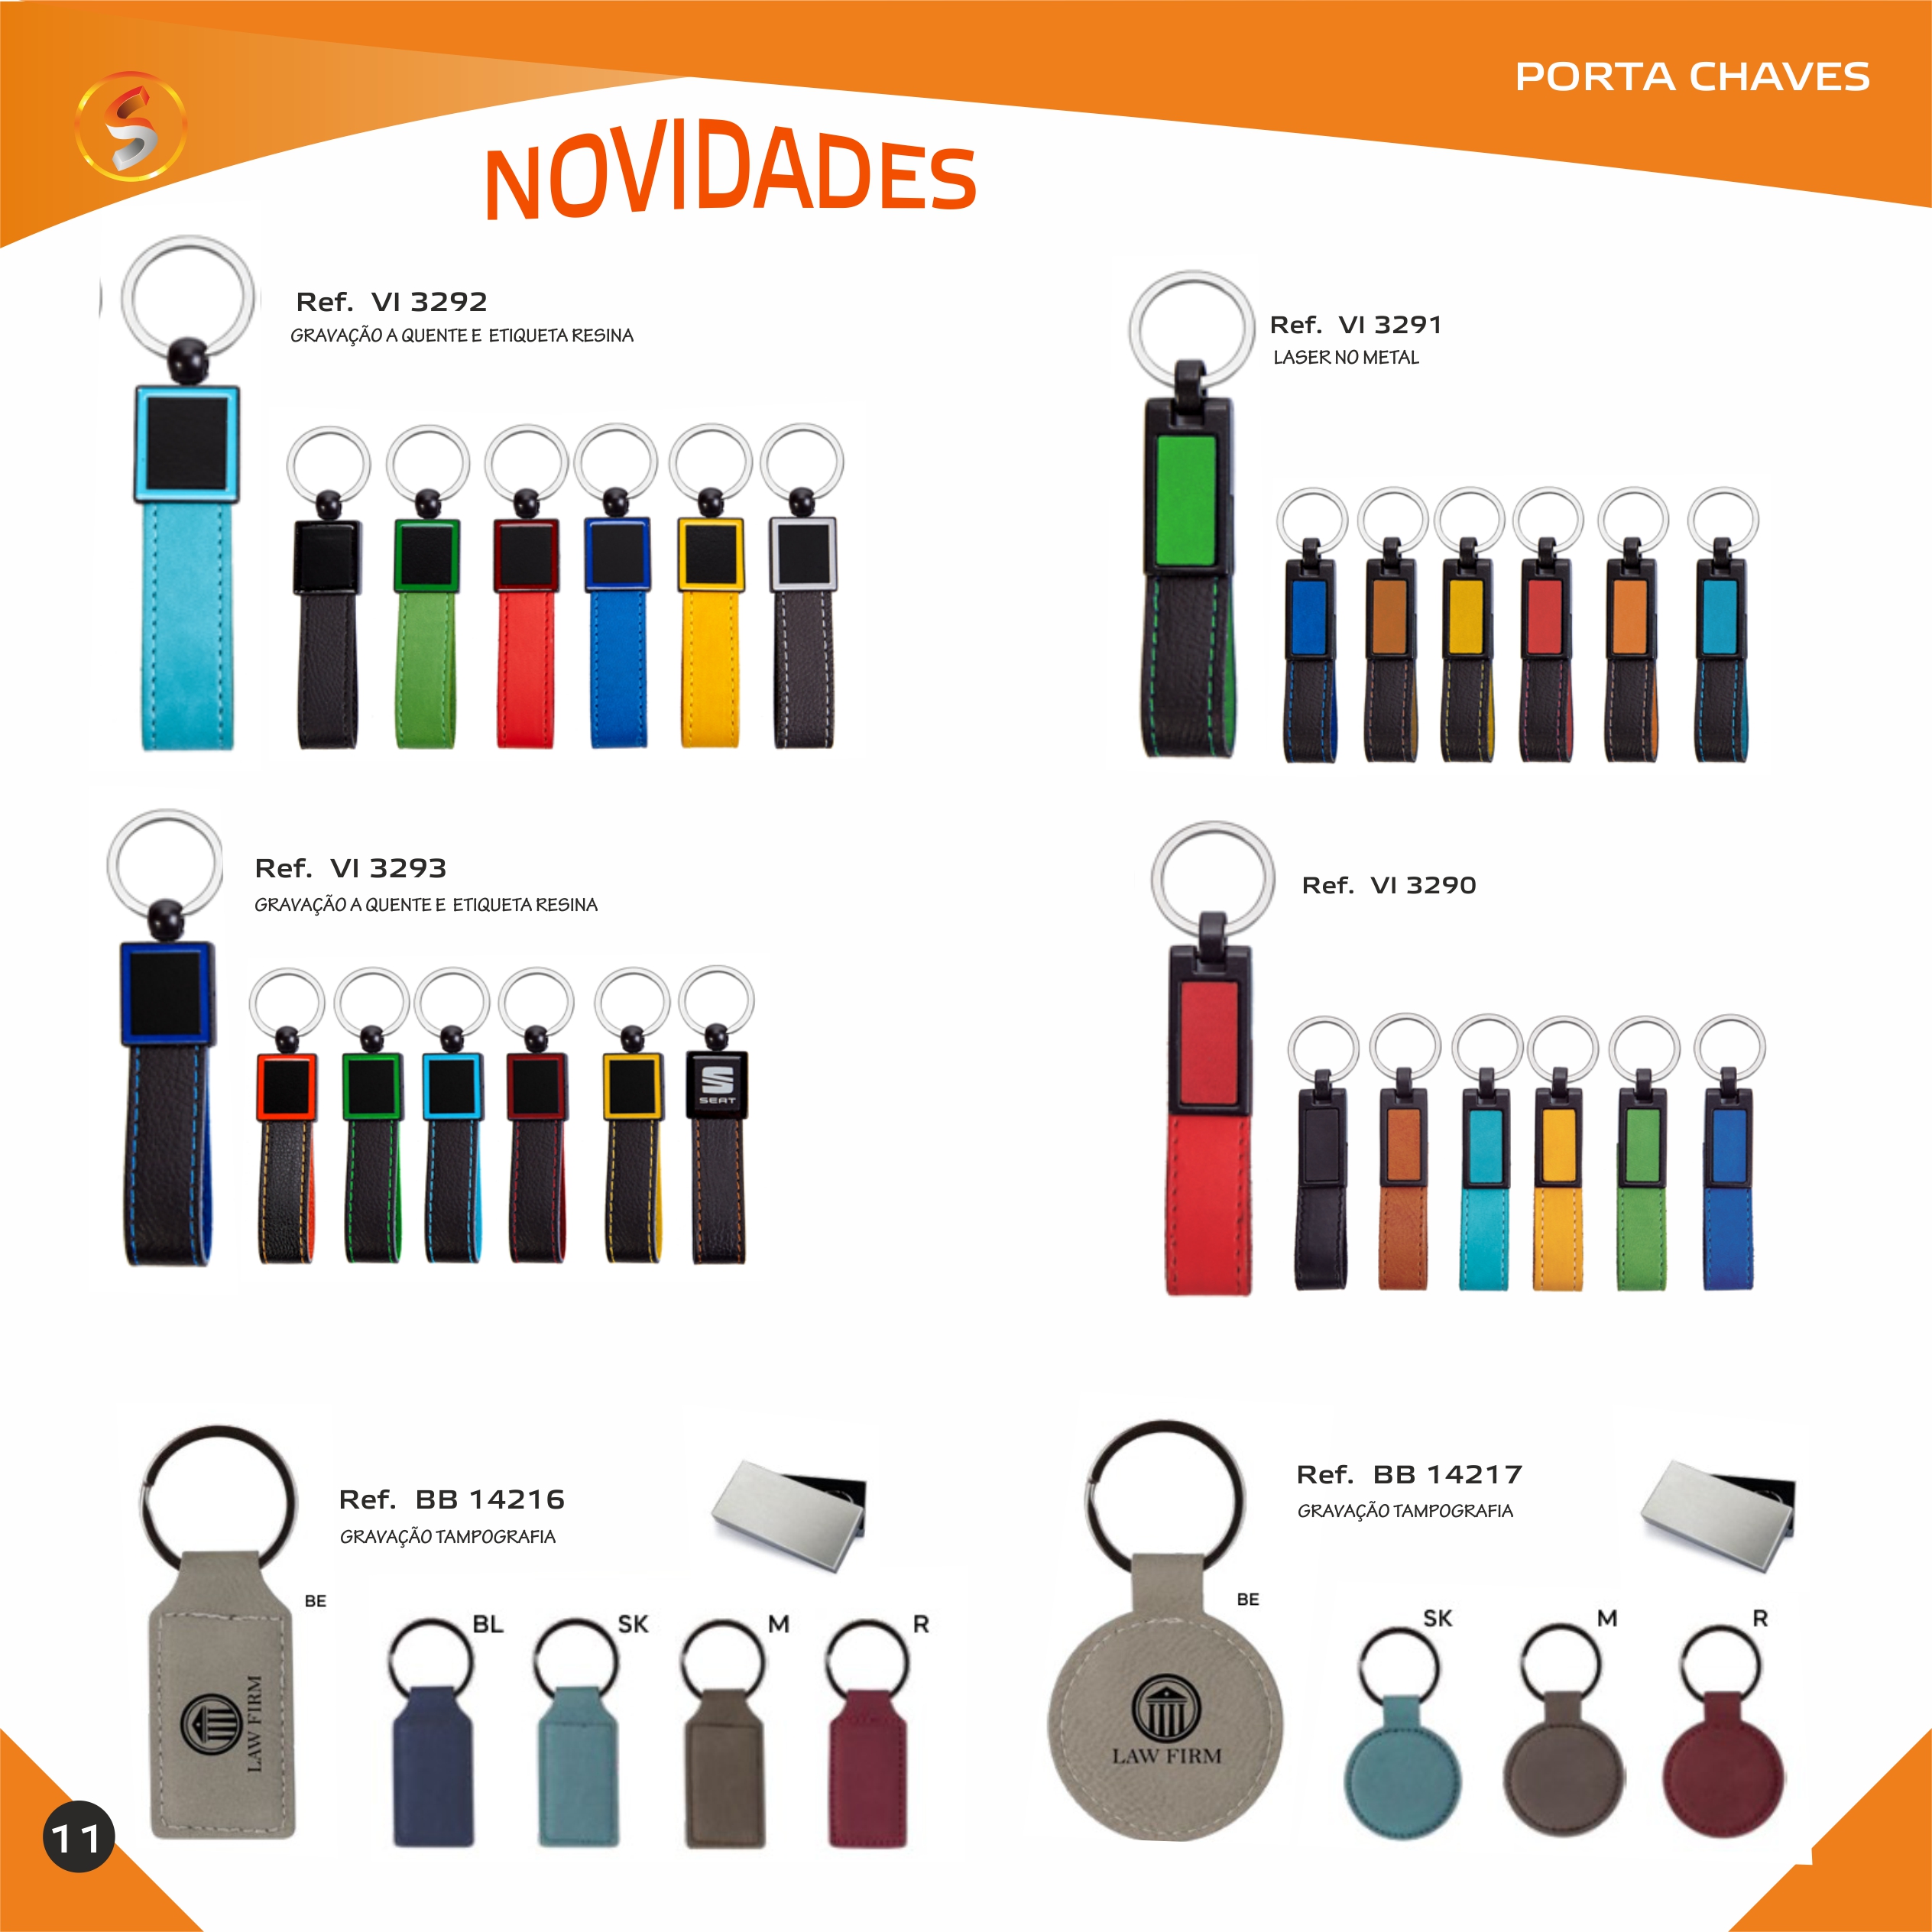 PORTA CHAVES
NOVIDADES
Ref. VI 3292
GRAVAÇÃO A QUENTE E ETIQUETA RESINA
Ref. VI 3291
LASER NO METAL
Ref. VI 3293
GRAVAÇÃO A QUENTE E ETIQUETA RESINA
SEAT
Ref. VI 3290
Ref. BB 14216
GRAVAÇÃO TAMPOGRAFIA
BE
LAW FIRM
BL
SK
M
R
Ref. BB 14217
GRAVAÇÃO TAMPOGRAFIA
BE
LAW FIRM
SK
M
R
11